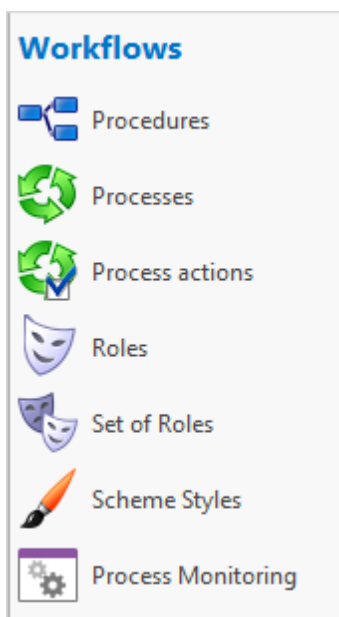 Workflows
Procedures
Processes
Process actions
Roles
Set of Roles
Scheme Styles
Process Monitoring